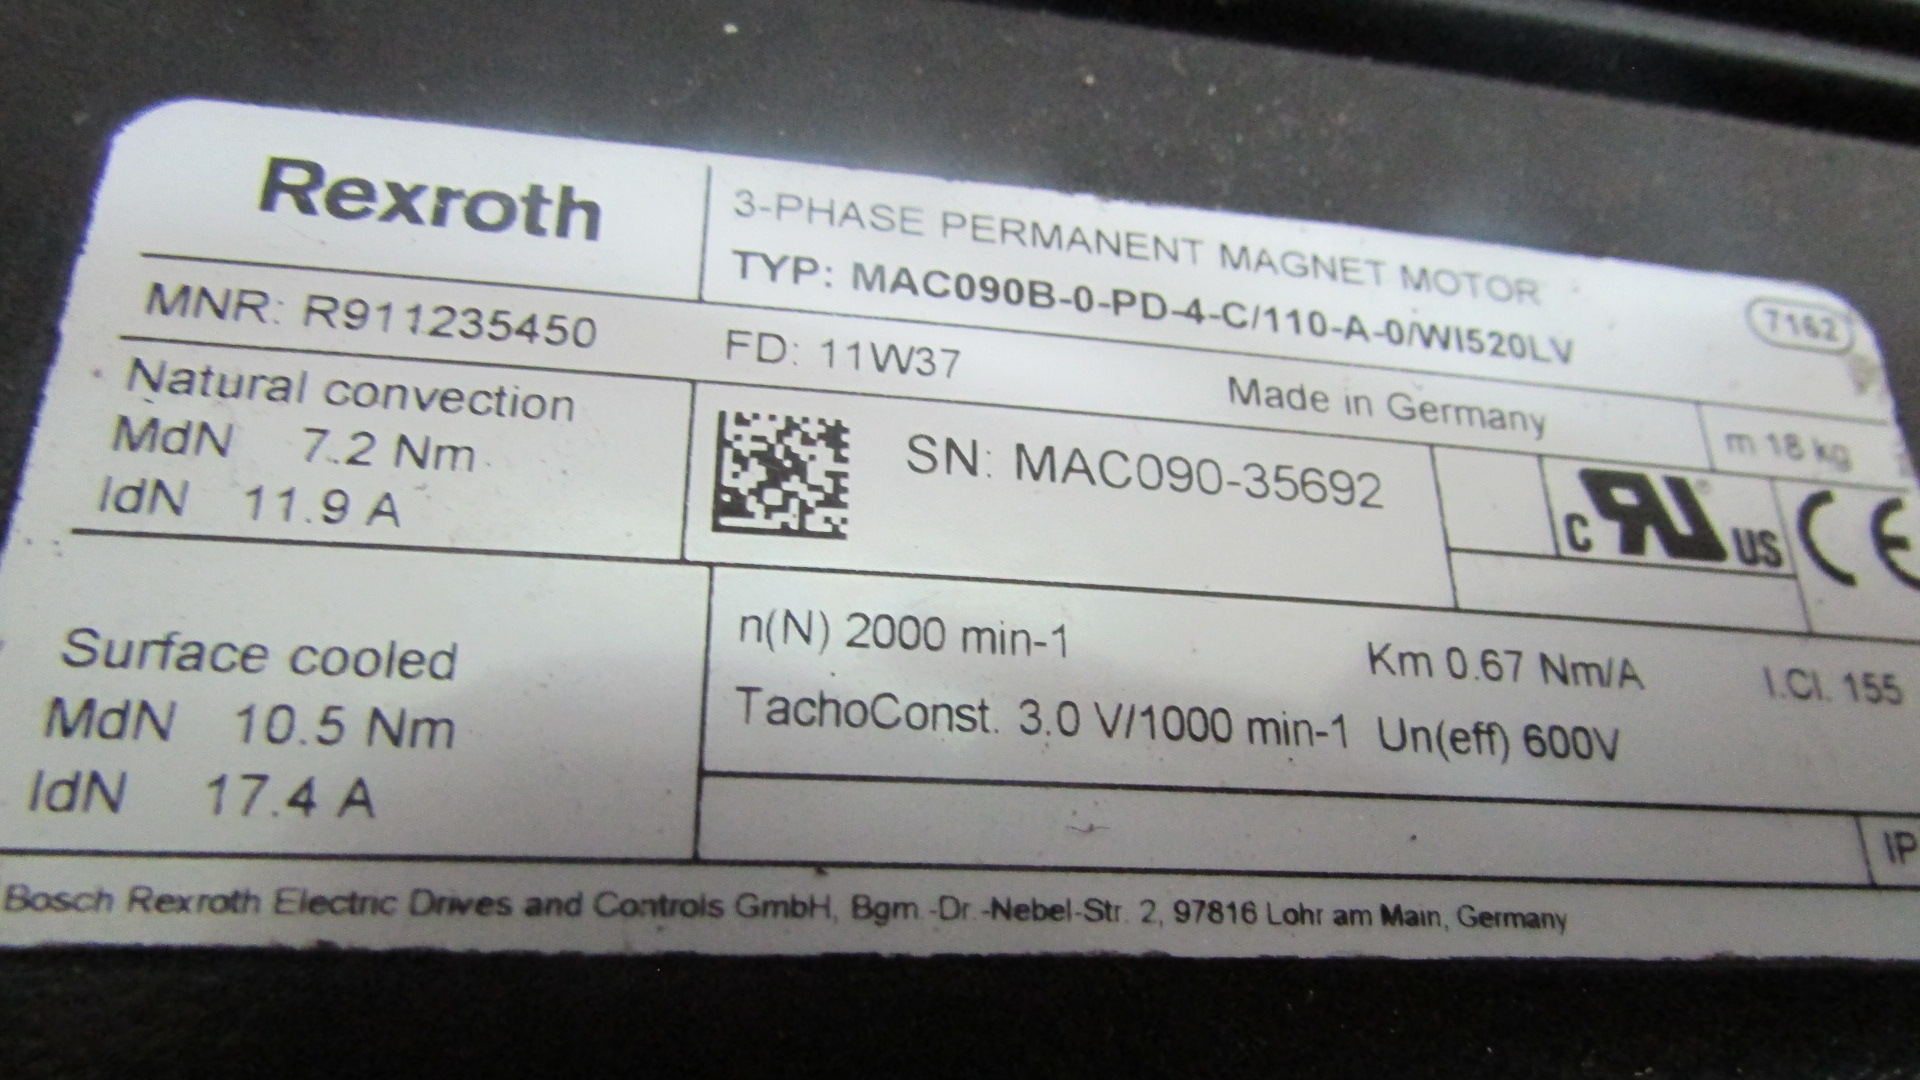 Rexroth
3-PHASE PERMANENT MAGNET MOTOR
TYP: MAC090B-0-PD-4-C/110-A-0/WI520LV
7162
MNR: R911235450
FD: 11W37
Made in Germany
m 18 kg
Natural convection
MdN 7.2 Nm
IdN 11.9 A
SN: MAC090-35692
c RU US
CE
Surface cooled
MdN 10.5 Nm
IdN 17.4 A
n(N) 2000 min-1
Km 0.67 Nm/A
I.Cl. 155
TachoConst. 3.0 V/1000 min-1 Un(eff) 600V
IP
Bosch Rexroth Electric Drives and Controls GmbH, Bgm.-Dr.-Nebel-Str. 2, 97816 Lohr am Main, Germany